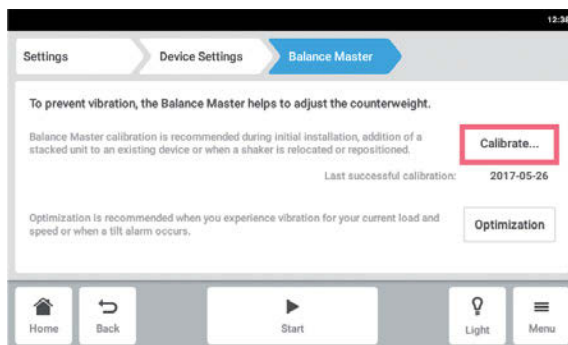 12:38
Settings
Device Settings
Balance Master
To prevent vibration, the Balance Master helps to adjust the counterweight.
Balance Master calibration is recommended during initial installation, addition of a
stacked unit to an existing device or when a shaker is relocated or repositioned.
Calibrate...
Last successful calibration:
2017-05-26
Optimization is recommended when you experience vibration for your current load and
speed or when a tilt alarm occurs.
Optimization
Home
Back
Start
Light
Menu